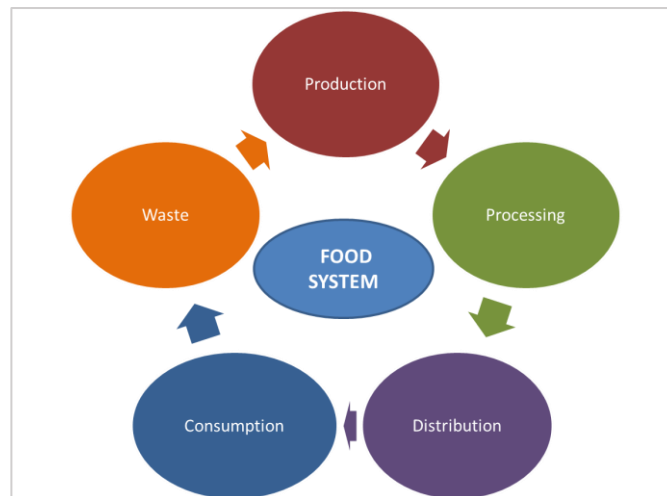 Production
Processing
Distribution
Consumption
Waste
FOOD
SYSTEM